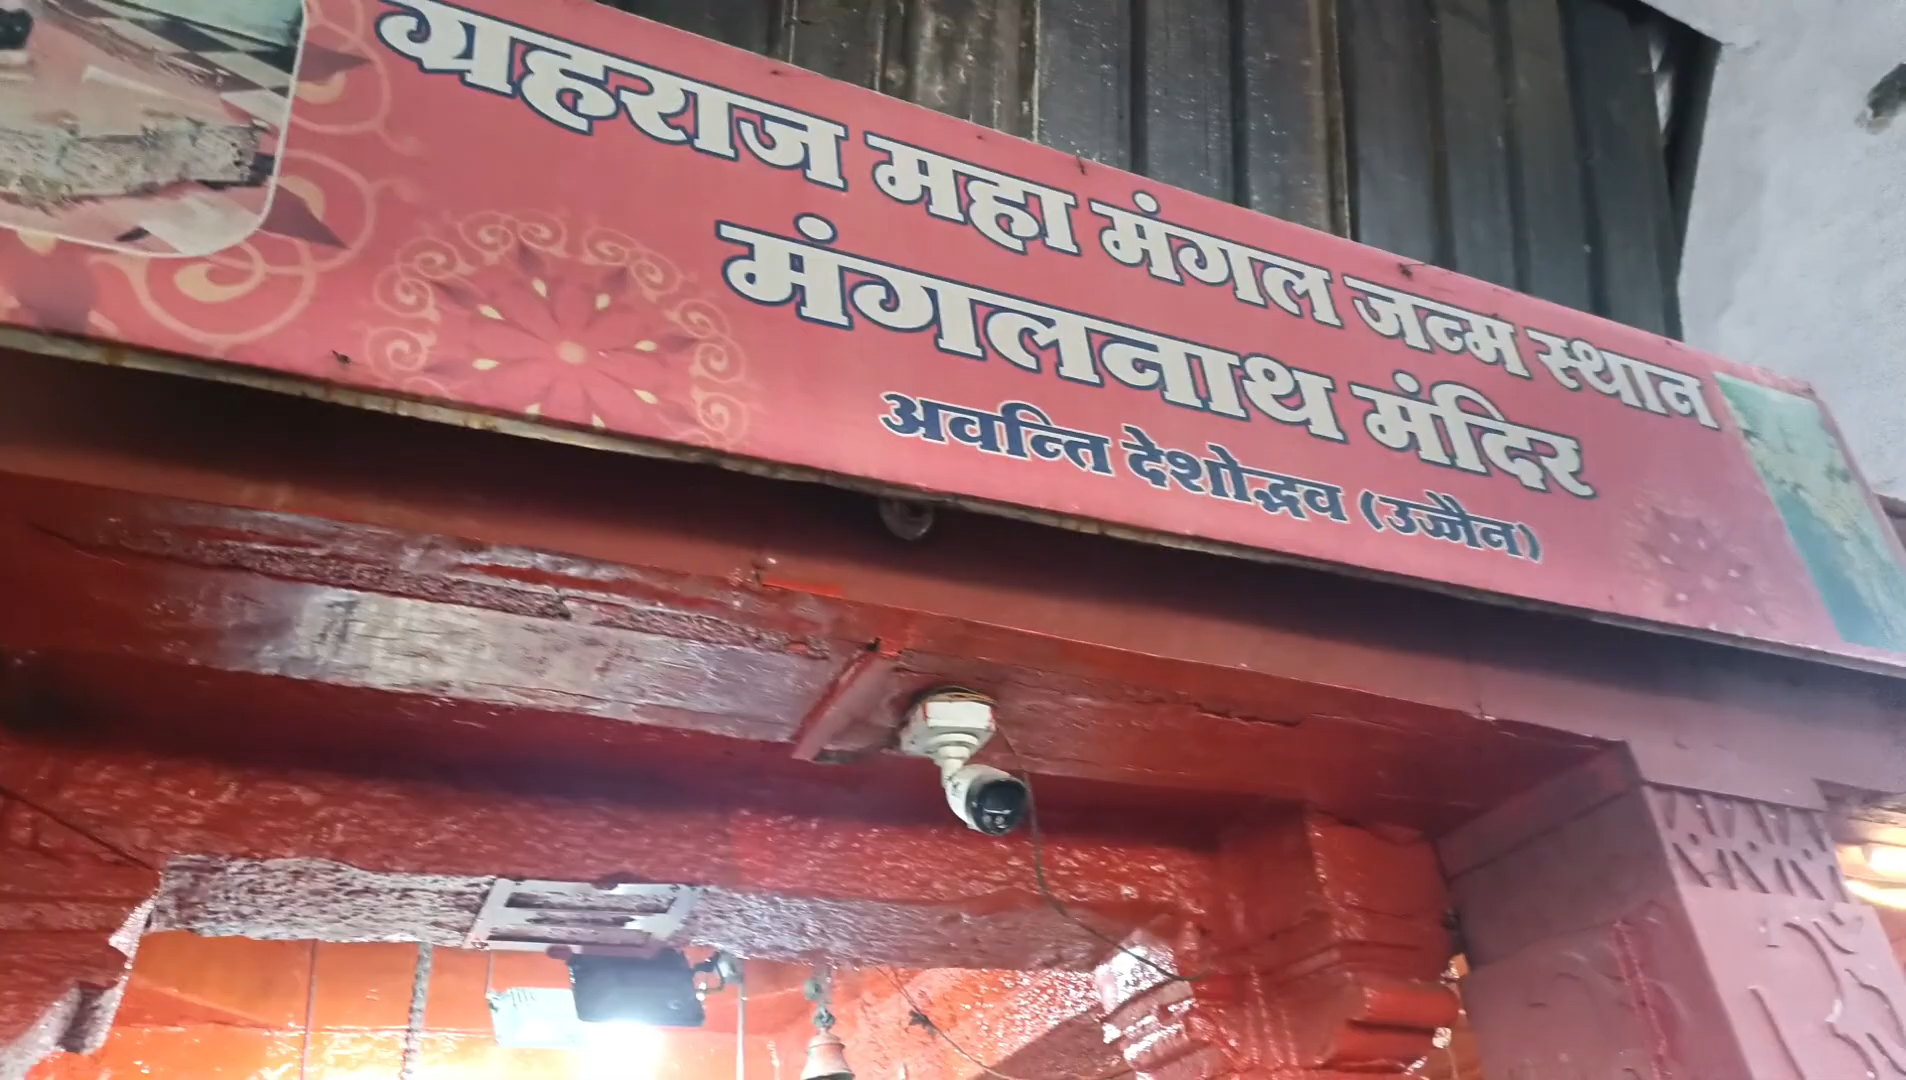 ग्रहराज महा मंगल जन्म स्थान
मंगलनाथ मंदिर
अवन्ति देशोद्भव (उज्जैन)